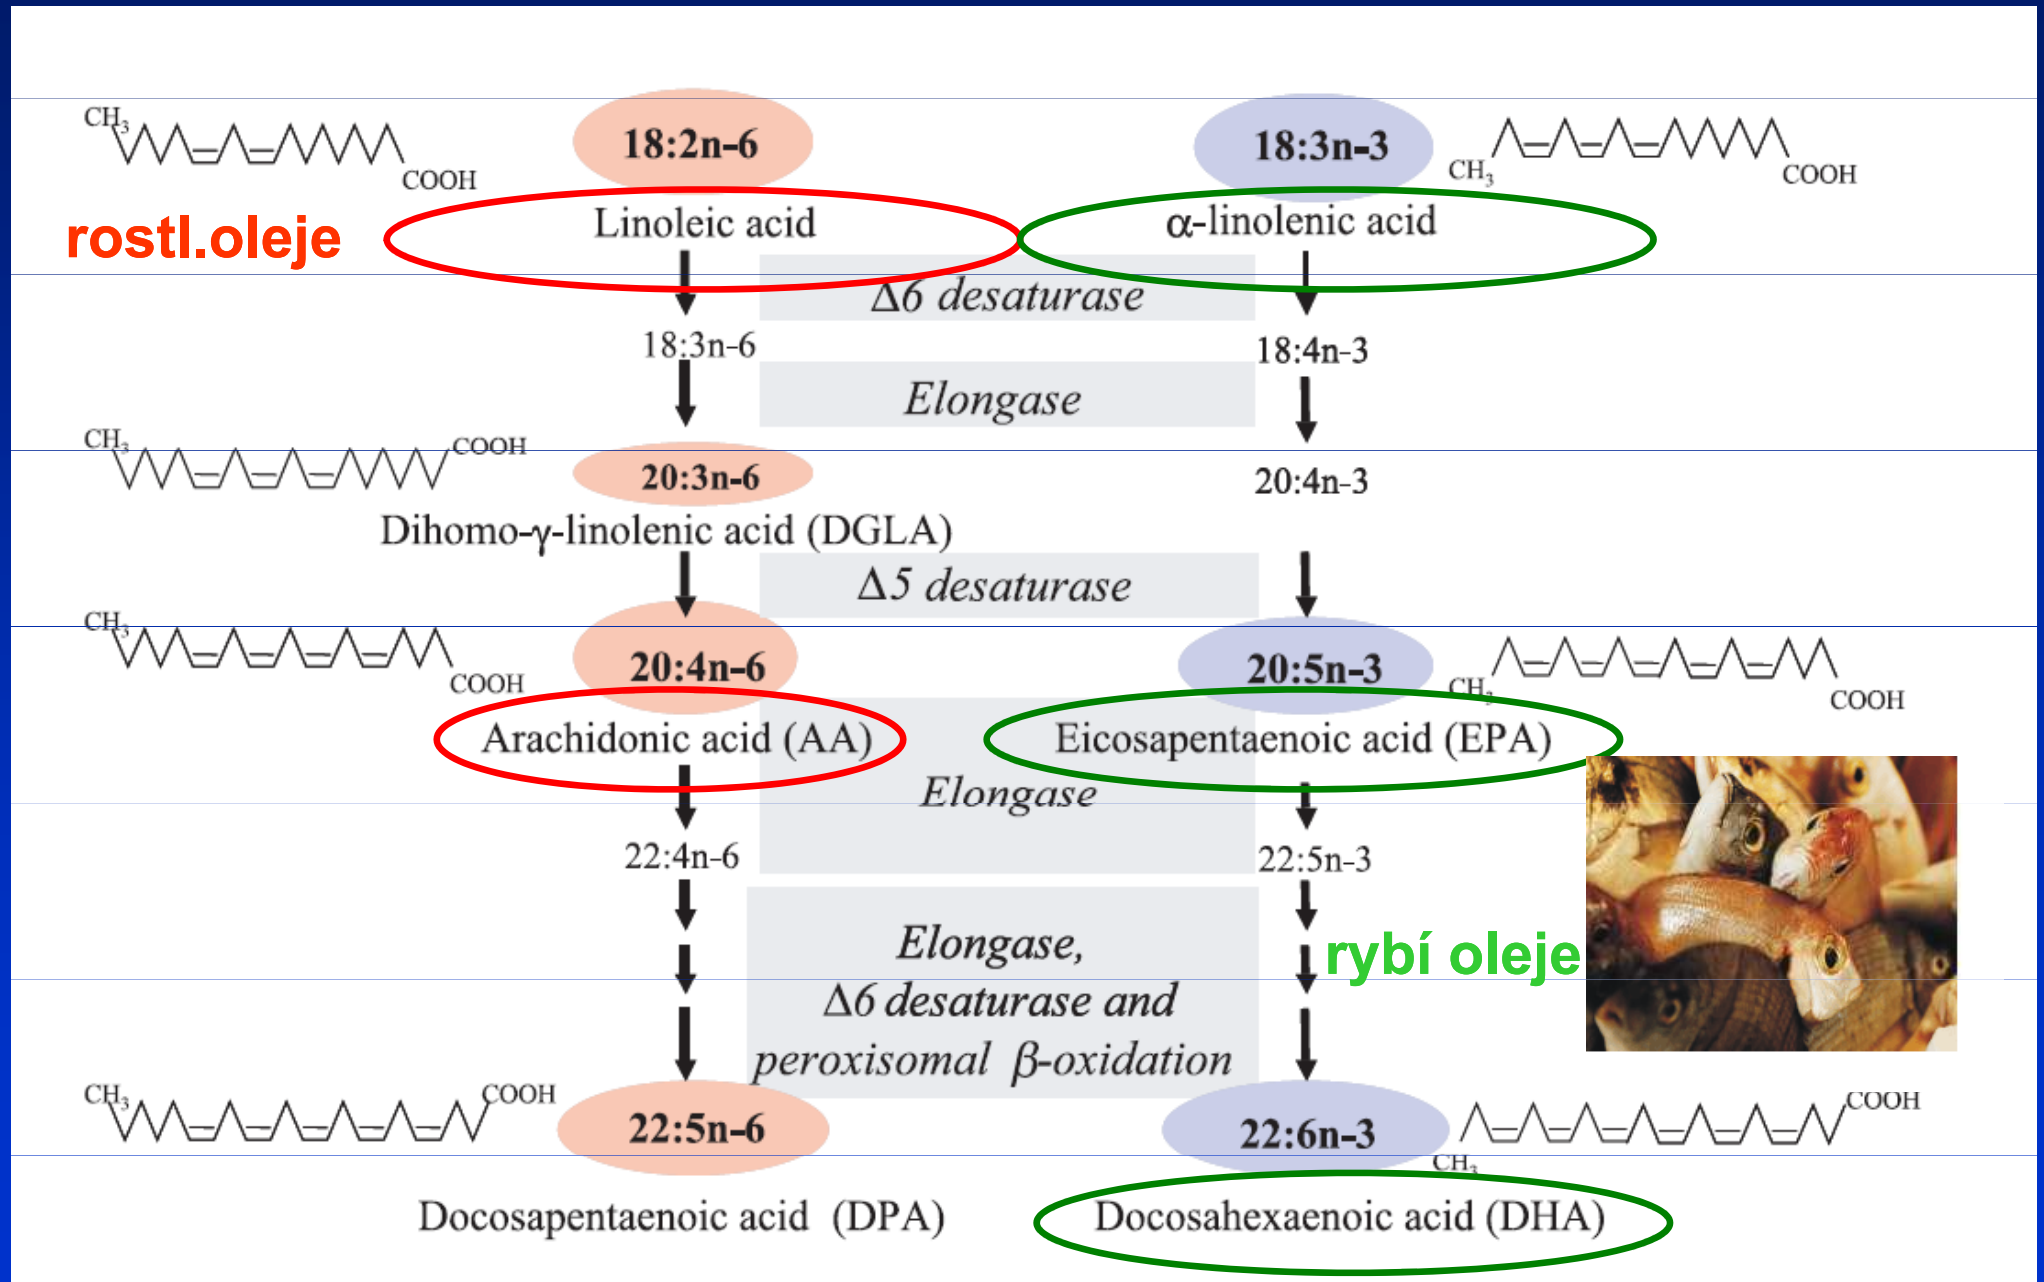 CH3
COOH
18:2n-6
18:3n-3
CH3
COOH
rostl.oleje
Linoleic acid
α-linolenic acid
Δ6 desaturase
18:3n-6
18:4n-3
Elongase
CH3
COOH
20:3n-6
20:4n-3
Dihomo-γ-linolenic acid (DGLA)
Δ5 desaturase
CH3
COOH
20:4n-6
20:5n-3
CH3
COOH
Arachidonic acid (AA)
Eicosapentaenoic acid (EPA)
Elongase
22:4n-6
22:5n-3
Elongase,
Δ6 desaturase and
peroxisomal β-oxidation
rybí oleje
CH3
COOH
22:5n-6
22:6n-3
CH3
COOH
Docosapentaenoic acid (DPA)
Docosahexaenoic acid (DHA)